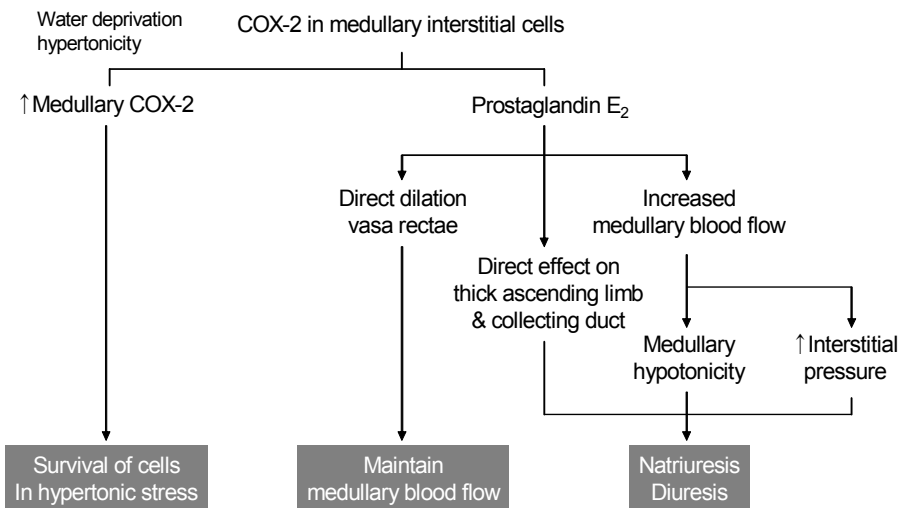 Water deprivation
hypertonicity
COX-2 in medullary interstitial cells
↑Medullary COX-2
Prostaglandin E₂
Direct dilation
vasa rectae
Increased
medullary blood flow
Direct effect on
thick ascending limb
& collecting duct
Medullary
hypotonicity
↑Interstitial
pressure
Survival of cells
In hypertonic stress
Maintain
medullary blood flow
Natriuresis
Diuresis